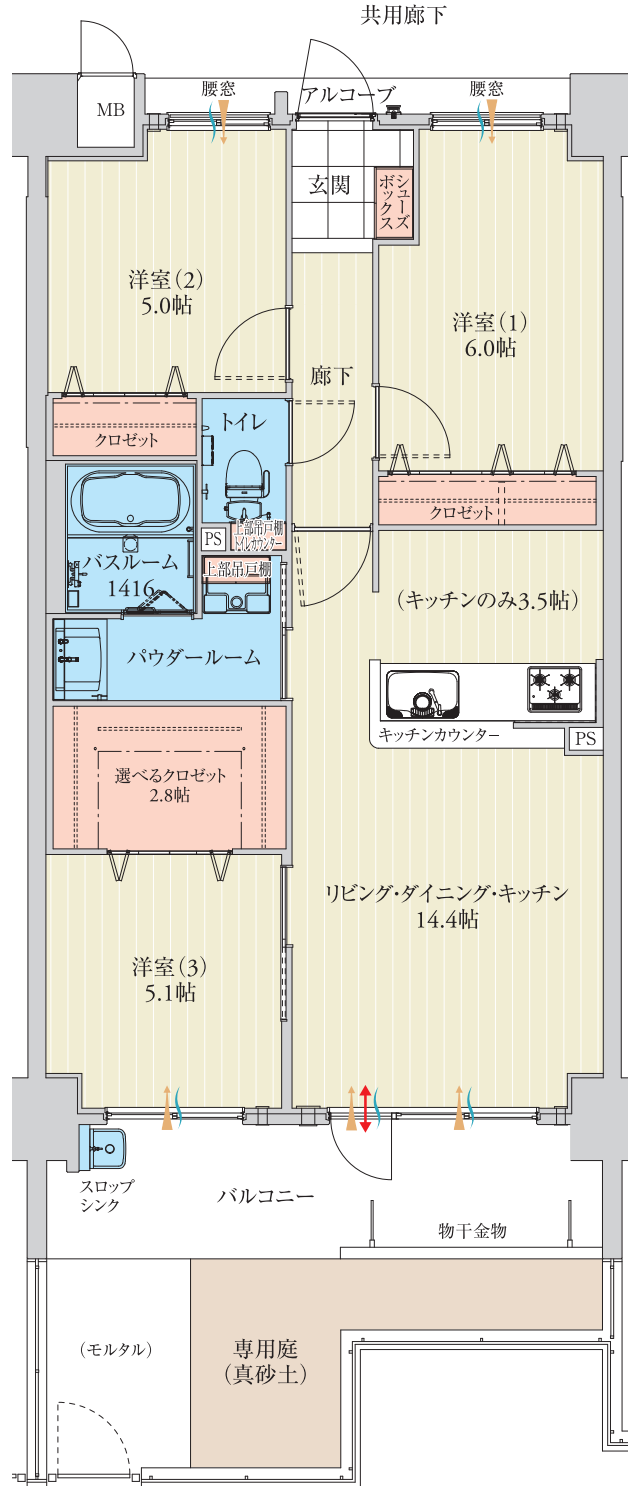 共用廊下
MB
腰窓
アルコーブ
腰窓
玄関
シューズ
ボックス
洋室(2)
5.0帖
洋室(1)
6.0帖
廊下
クロゼット
トイレ
クロゼット
PS
上部吊戸棚
トイレカウンター
バスルーム
1416
上部吊戸棚
(キッチンのみ3.5帖)
パウダールーム
キッチンカウンター
PS
選べるクロゼット
2.8帖
リビング・ダイニング・キッチン
14.4帖
洋室(3)
5.1帖
スロップ
シンク
バルコニー
物干金物
(モルタル)
専用庭
(真砂土)